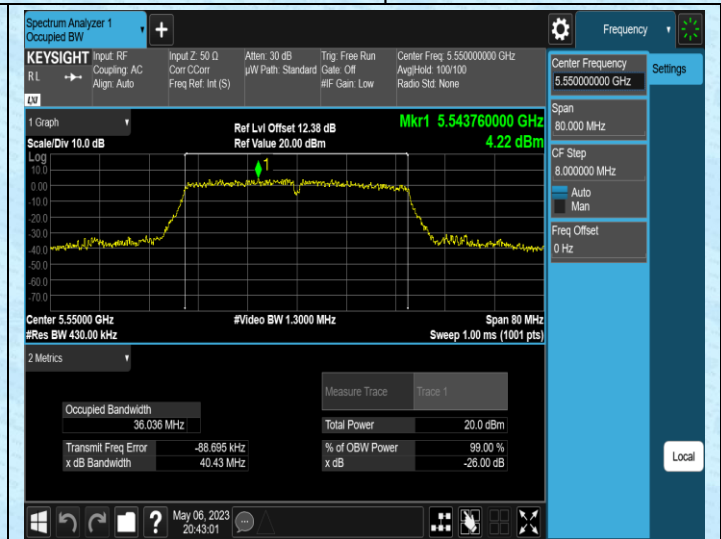 Spectrum Analyzer 1
Occupied BW
+
Frequency
KEYSIGHT
R L
LXI
Input: RF
Coupling: AC
Align: Auto
Input Z: 50 Ω
Corr CCorr
Freq Ref: Int (S)
Atten: 30 dB
µW Path: Standard
Trig: Free Run
Gate: Off
#IF Gain: Low
Center Freq: 5.550000000 GHz
Avg|Hold: 100/100
Radio Std: None
Center Frequency
5.550000000 GHz
Settings
Span
80.000 MHz
CF Step
8.000000 MHz
Auto
Man
Freq Offset
0 Hz
1 Graph
Scale/Div 10.0 dB
Ref Lvl Offset 12.38 dB
Ref Value 20.00 dBm
Mkr1 5.543760000 GHz
4.22 dBm
Log
10.0
0.00
-10.0
-20.0
-30.0
-40.0
-50.0
-60.0
-70.0
1
Center 5.55000 GHz
#Res BW 430.00 kHz
#Video BW 1.3000 MHz
Span 80 MHz
Sweep 1.00 ms (1001 pts)
2 Metrics
Measure Trace
Trace 1
Occupied Bandwidth
36.036 MHz
Total Power
20.0 dBm
Transmit Freq Error
-88.695 kHz
% of OBW Power
99.00 %
x dB Bandwidth
40.43 MHz
x dB
-26.00 dB
Local
?
May 06, 2023
20:43:01